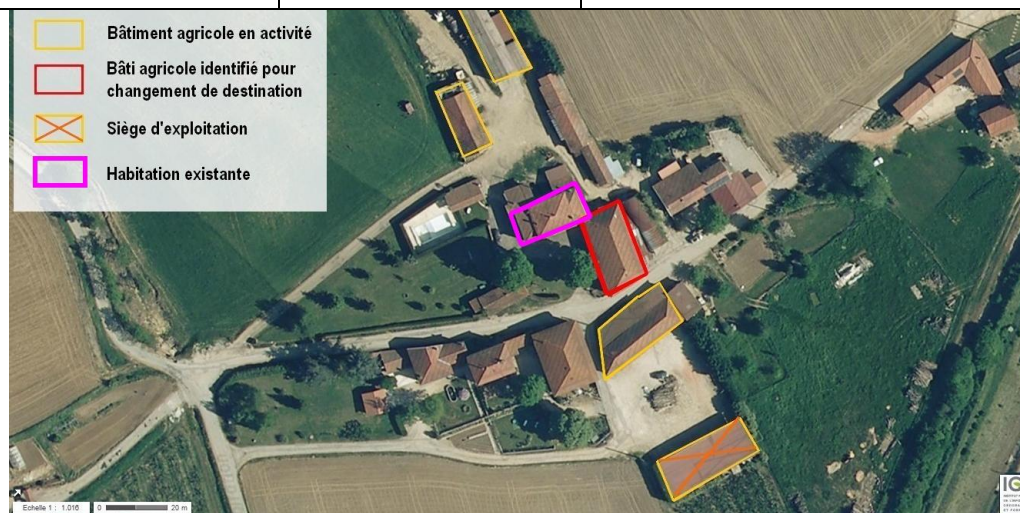 Bâtiment agricole en activité
Bâti agricole identifié pour
changement de destination
Siège d'exploitation
Habitation existante
Echelle 1 : 1.016
0 20 m